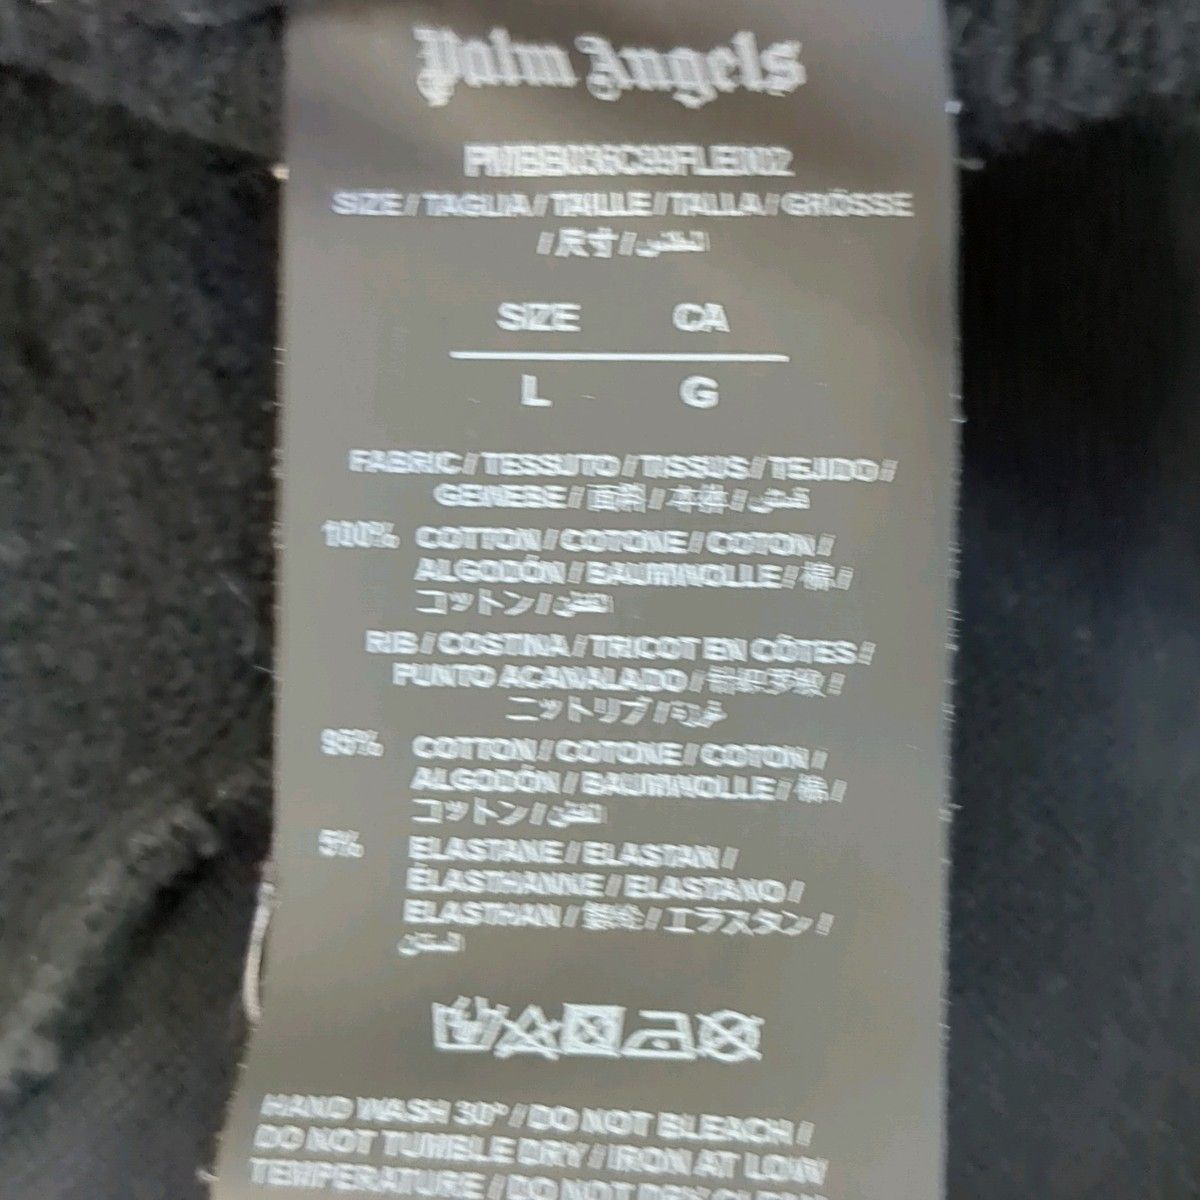 Palm Angels
SIZE / TAGLIA / TAILLE / TALLA / GRÖSSE
/ 尺寸 /
SIZE CA
L G
FABRIC / TESSUTO / TISSUS / TEJIDO /
GEWEBE / 面料 / 本体 /
100% COTTON / COTONE / COTON /
ALGODÓN / BAUMWOLLE / 棉 /
コットン /
RIB / COSTINA / TRICOT EN CÔTES /
PUNTO ACANALADO /
ニットリブ /
95% COTTON / COTONE / COTON /
ALGODÓN / BAUMWOLLE / 棉 /
コットン /
5% ELASTANE / ELASTAN /
ÉLASTHANNE / ELASTANO /
ELASTHAN / エラスタン /
HAND WASH 30° / DO NOT BLEACH /
DO NOT TUMBLE DRY / IRON AT LOW
TEMPERATURE / DO NOT DRY CLEAN